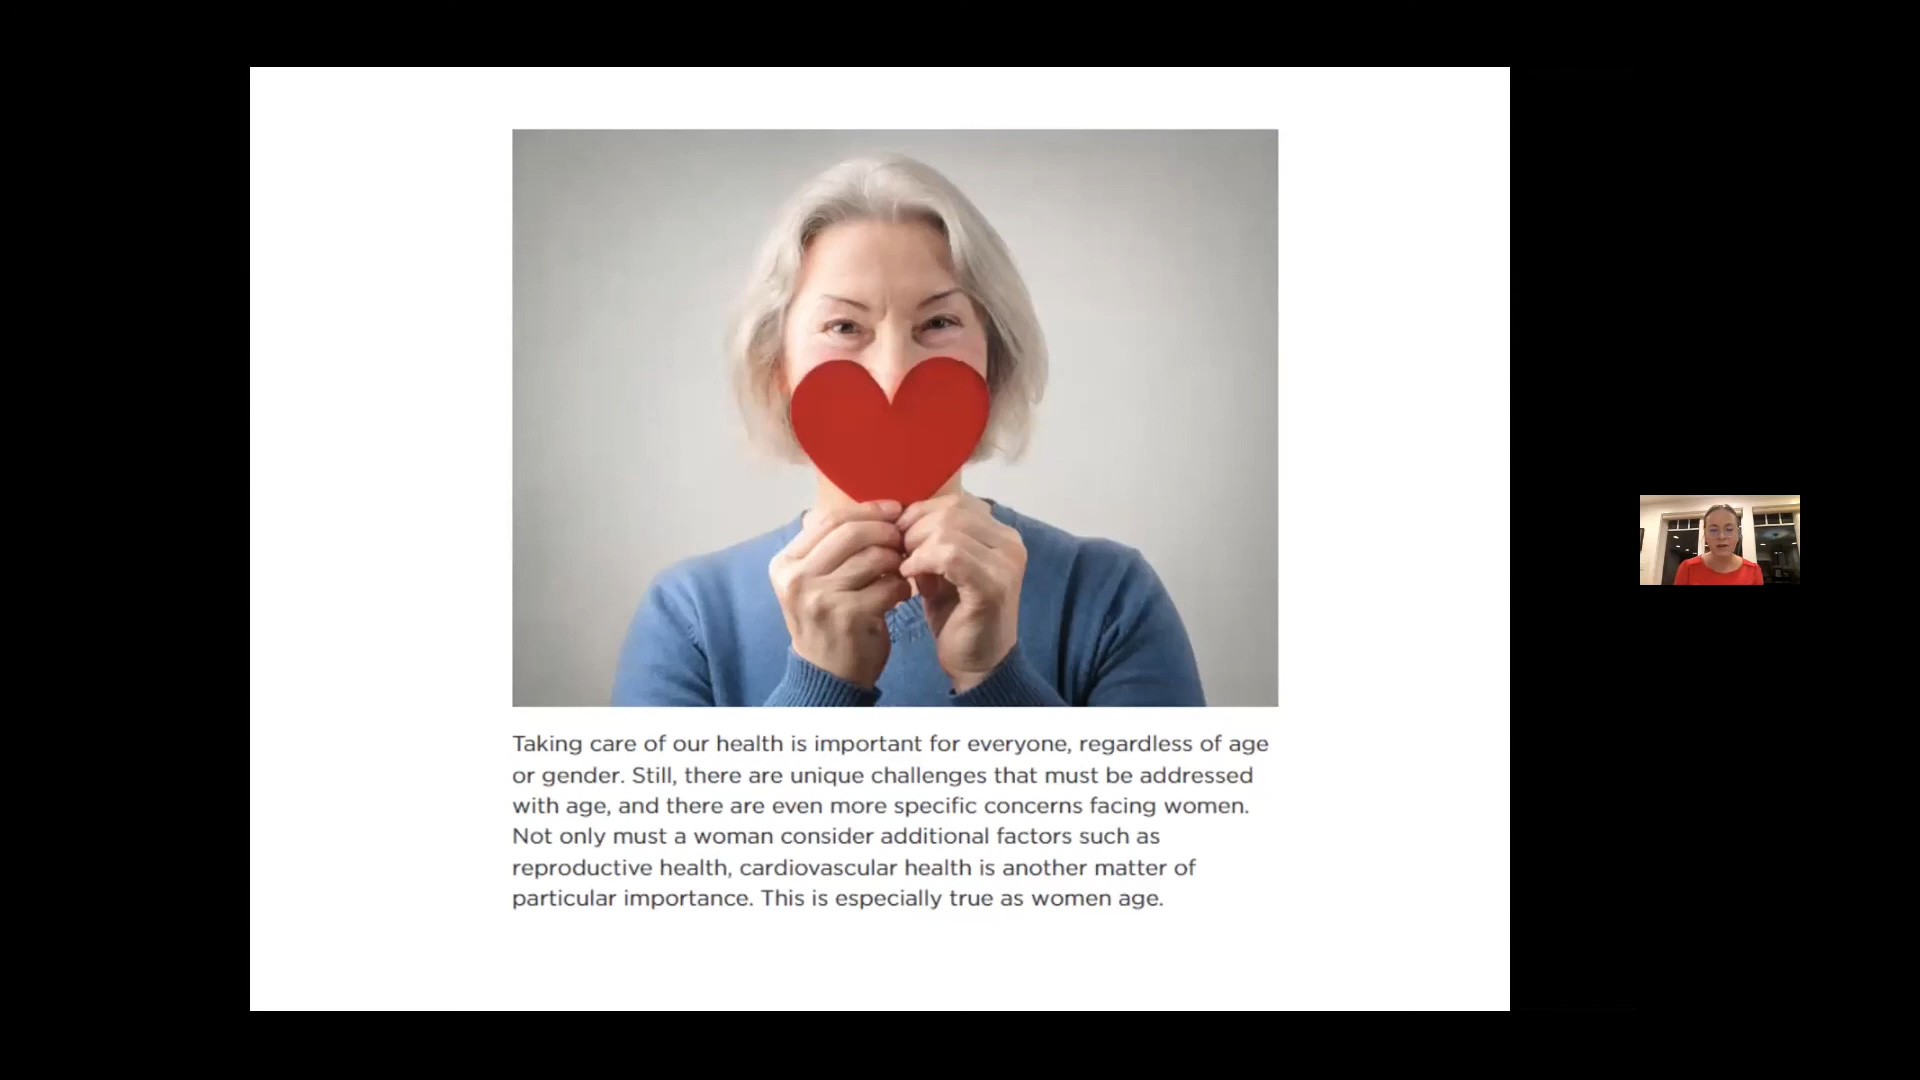 Taking care of our health is important for everyone, regardless of age
or gender. Still, there are unique challenges that must be addressed
with age, and there are even more specific concerns facing women.
Not only must a woman consider additional factors such as
reproductive health, cardiovascular health is another matter of
particular importance. This is especially true as women age.